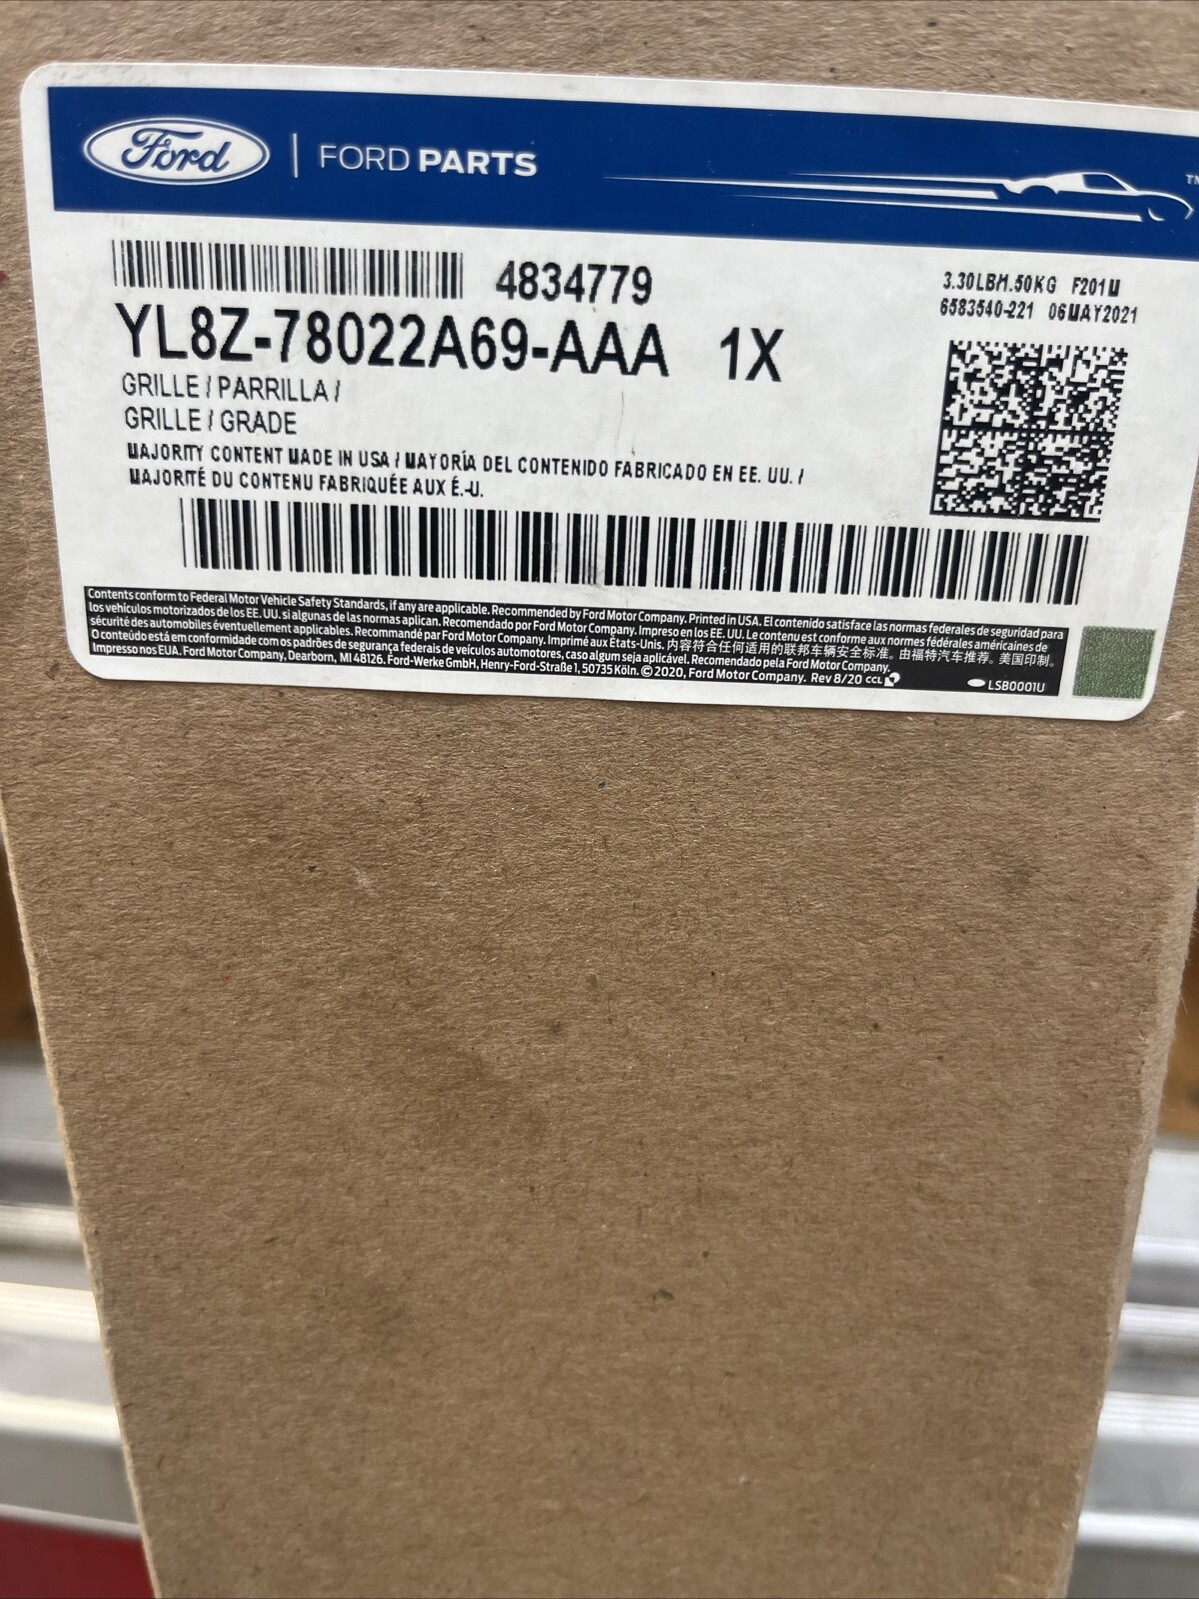 Ford | FORD PARTS
TM
4834779
3.30LB/1.50KG F201U
YL8Z-78022A69-AAA 1X
6583540-221 06MAY2021
GRILLE / PARRILLA /
GRILLE / GRADE
MAJORITY CONTENT MADE IN USA / MAYORÍA DEL CONTENIDO FABRICADO EN EE. UU. /
MAJORITÉ DU CONTENU FABRIQUÉE AUX É.-U.
Contents conform to Federal Motor Vehicle Safety Standards, if any are applicable. Recommended by Ford Motor Company. Printed in USA. El contenido satisface las normas federales de seguridad para
los vehículos motorizados de los EE. UU. si algunas de las normas aplican. Recomendado por Ford Motor Company. Impreso en los EE. UU. Le contenu est conforme aux normes fédérales américaines de
sécurité des automobiles éventuellement applicables. Recommandé par Ford Motor Company. Imprimé aux États-Unis. 内容符合任何适用的联邦车辆安全标准。由福特汽车推荐。美国印制。
O conteúdo está em conformidade com os padrões de segurança federais de veículos automotores, caso algum seja aplicável. Recomendado pela Ford Motor Company.
Impresso nos EUA. Ford Motor Company, Dearborn, MI 48126. Ford-Werke GmbH, Henry-Ford-Straße 1, 50735 Köln. © 2020, Ford Motor Company. Rev 8/20 CCL
LSB0001U